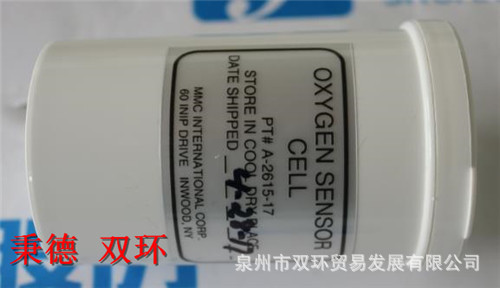 OXYGEN SENSOR
CELL
PT# A-2615-17
STORE IN COOL DRY PLACE
DATE SHIPPED
MMC INTERNATIONAL CORP.
60 INIP DRIVE INWOOD, NY
秉德 双环
泉州市双环贸易发展有限公司